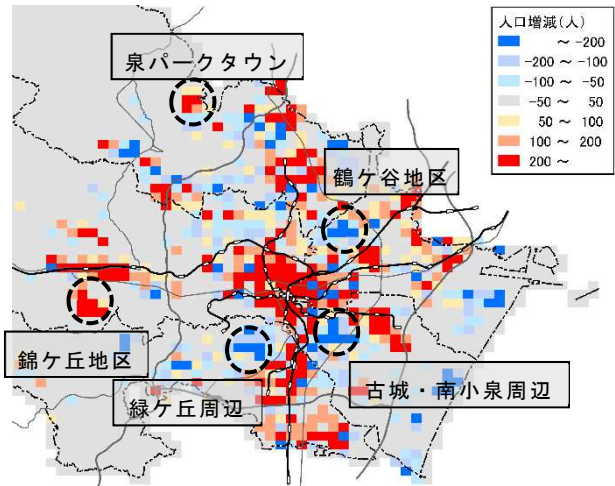 人口増減(人)
～ -200
-200 ～ -100
-100 ～ -50
-50 ～ 50
50 ～ 100
100 ～ 200
200 ～
泉パークタウン
鶴ケ谷地区
錦ケ丘地区
緑ケ丘周辺
古城・南小泉周辺